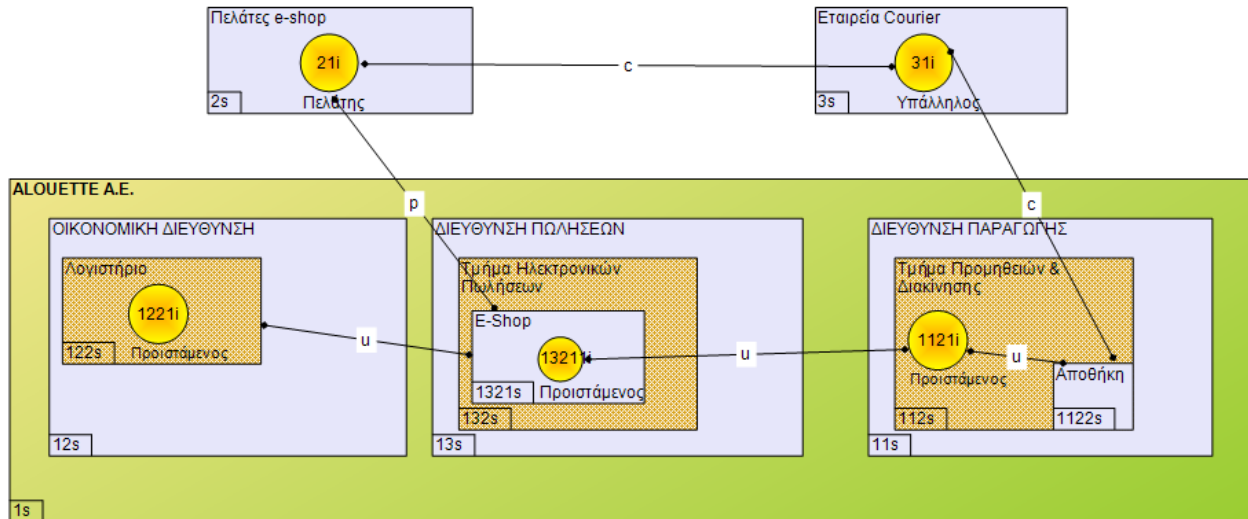 Πελάτες e-shop
21i
Πελάτης
2s
c
Εταιρεία Courier
31i
Υπάλληλος
3s
p
c
ALOUETTE A.E.
ΟΙΚΟΝΟΜΙΚΗ ΔΙΕΥΘΥΝΣΗ
Λογιστήριο
1221i
Προιστάμενος
122s
12s
u
ΔΙΕΥΘΥΝΣΗ ΠΩΛΗΣΕΩΝ
Τμήμα Ηλεκτρονικών
Πωλήσεων
E-Shop
13211i
Προιστάμενος
1321s
132s
13s
u
ΔΙΕΥΘΥΝΣΗ ΠΑΡΑΓΩΓΗΣ
Τμήμα Προμηθειών &
Διακίνησης
1121i
Προιστάμενος
u
Αποθήκη
1122s
112s
11s
1s